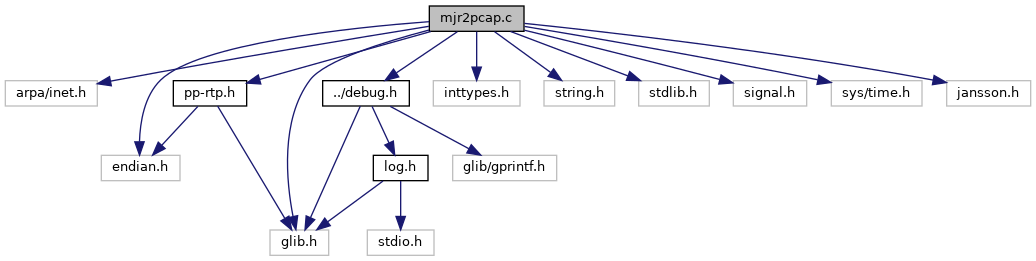 mjr2pcap.c
arpa/inet.h
pp-rtp.h
../debug.h
inttypes.h
string.h
stdlib.h
signal.h
sys/time.h
jansson.h
endian.h
log.h
glib/gprintf.h
glib.h
stdio.h